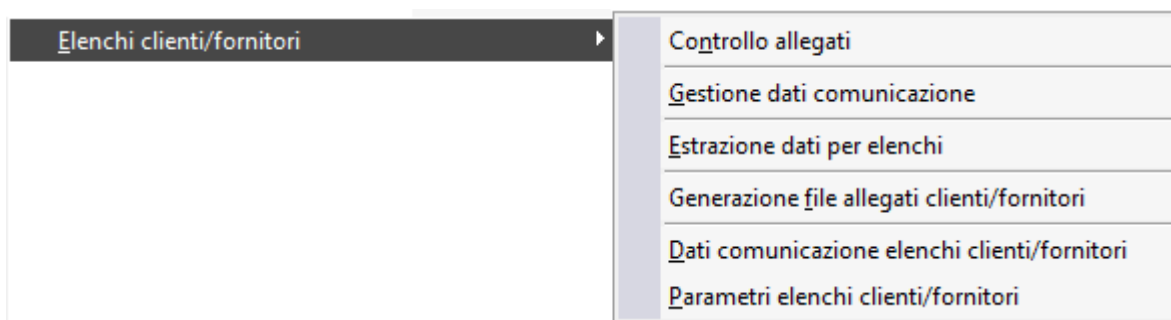 Elenchi clienti/fornitori
Controllo allegati
Gestione dati comunicazione
Estrazione dati per elenchi
Generazione file allegati clienti/fornitori
Dati comunicazione elenchi clienti/fornitori
Parametri elenchi clienti/fornitori